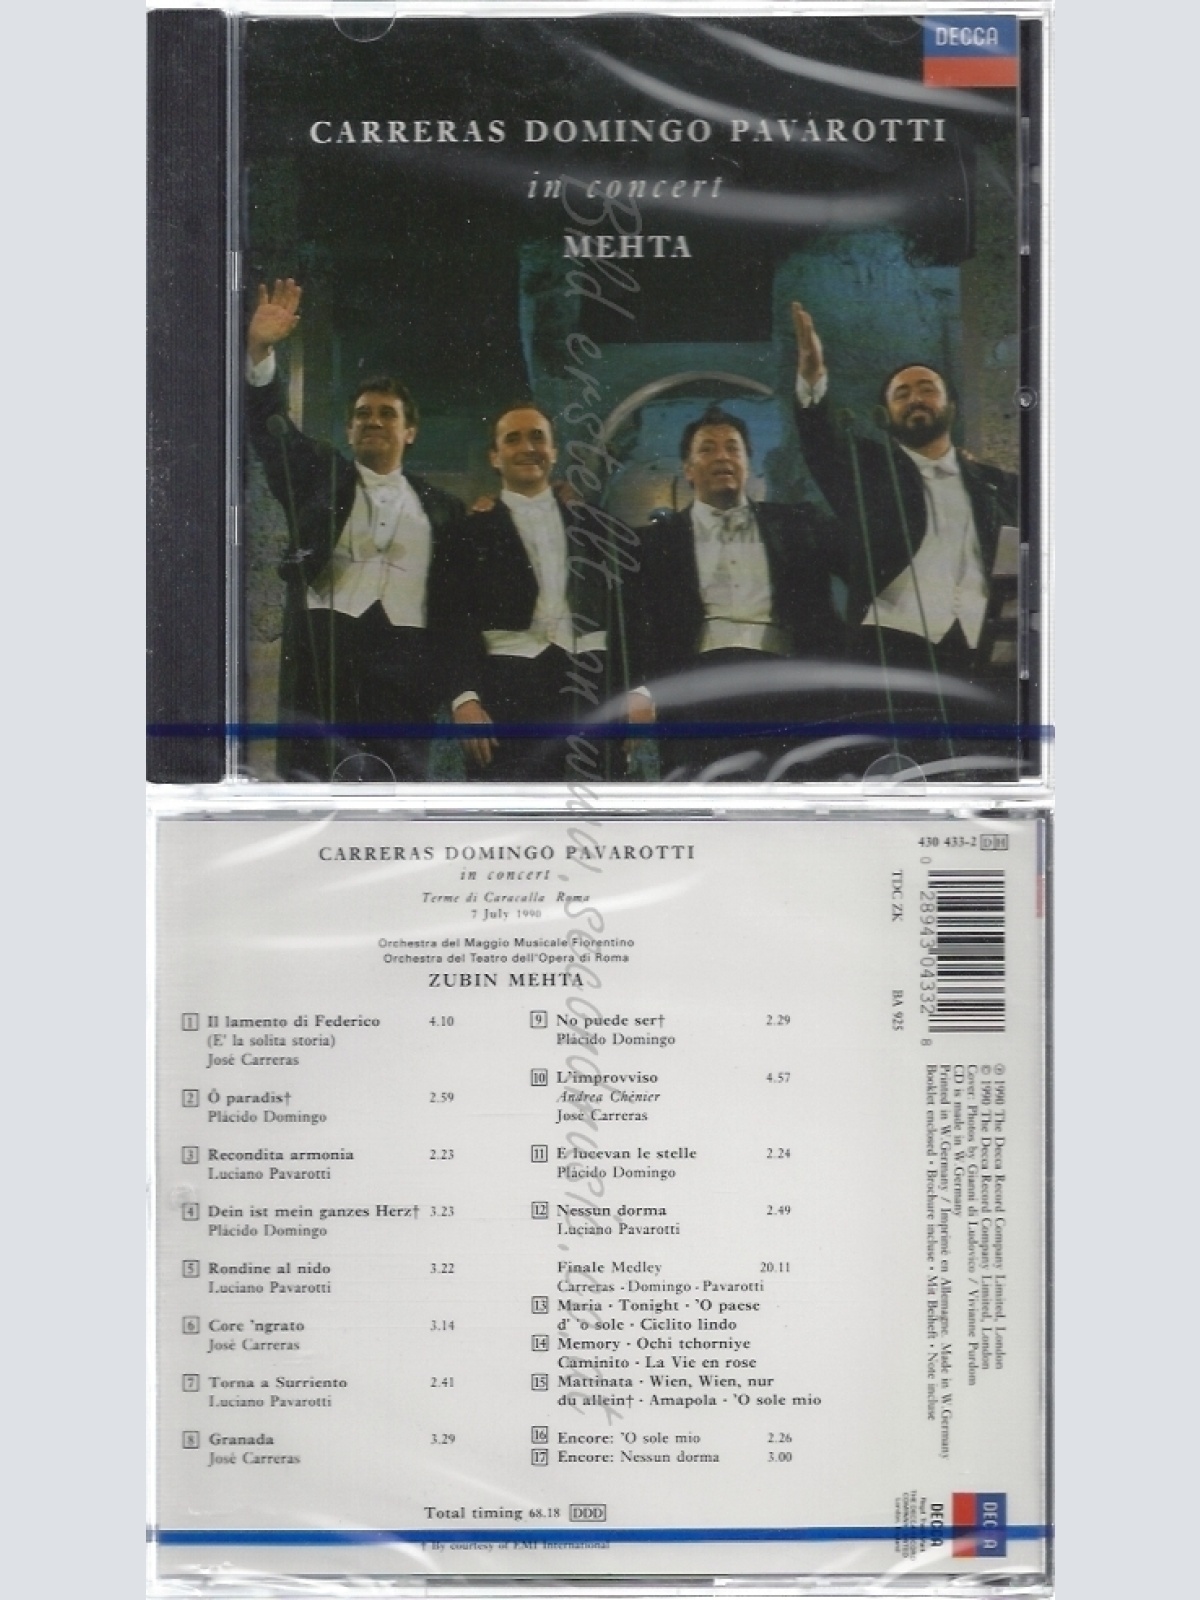 DECCA
CARRERAS DOMINGO PAVAROTTI
in concert
MEHTA
Bild erstellt von www.secondmusic.de
CARRERAS DOMINGO PAVAROTTI
in concert
Terme di Caracalla Roma
7 July 1990
Orchestra del Maggio Musicale Fiorentino
Orchestra del Teatro dell'Opera di Roma
ZUBIN MEHTA
1 Il lamento di Federico 4.10
(E' la solita storia)
José Carreras
2 Ô paradis† 2.59
Plácido Domingo
3 Recondita armonia 2.23
Luciano Pavarotti
4 Dein ist mein ganzes Herz† 3.23
Plácido Domingo
5 Rondine al nido 3.22
Luciano Pavarotti
6 Core 'ngrato 3.14
José Carreras
7 Torna a Surriento 2.41
Luciano Pavarotti
8 Granada 3.29
José Carreras
9 No puede ser† 2.29
Plácido Domingo
10 L'improvviso 4.57
Andrea Chénier
José Carreras
11 E lucevan le stelle 2.24
Plácido Domingo
12 Nessun dorma 2.49
Luciano Pavarotti
Finale Medley 20.11
Carreras - Domingo - Pavarotti
13 Maria · Tonight · 'O paese
d' 'o sole · Cielito lindo
14 Memory · Ochi tchorniye
Caminito · La Vie en rose
15 Mattinata · Wien, Wien, nur
du allein† · Amapola · 'O sole mio
16 Encore: 'O sole mio 2.26
17 Encore: Nessun dorma 3.00
Total timing 68.18 DDD
† By courtesy of EMI International
430 433-2 DH
0 28943 04332 8
TDC ZK BA 925
℗ 1990 The Decca Record Company Limited, London
© 1990 The Decca Record Company Limited, London
Cover: Photos by Gianni di Ludovico / Vivianne Purdom
CD is made in W.Germany
Printed in W.Germany / Imprimé en Allemagne. Made in W.Germany
Booklet enclosed · Brochure incluse · Mit Beiheft · Note incluse
DECCA
DECCA